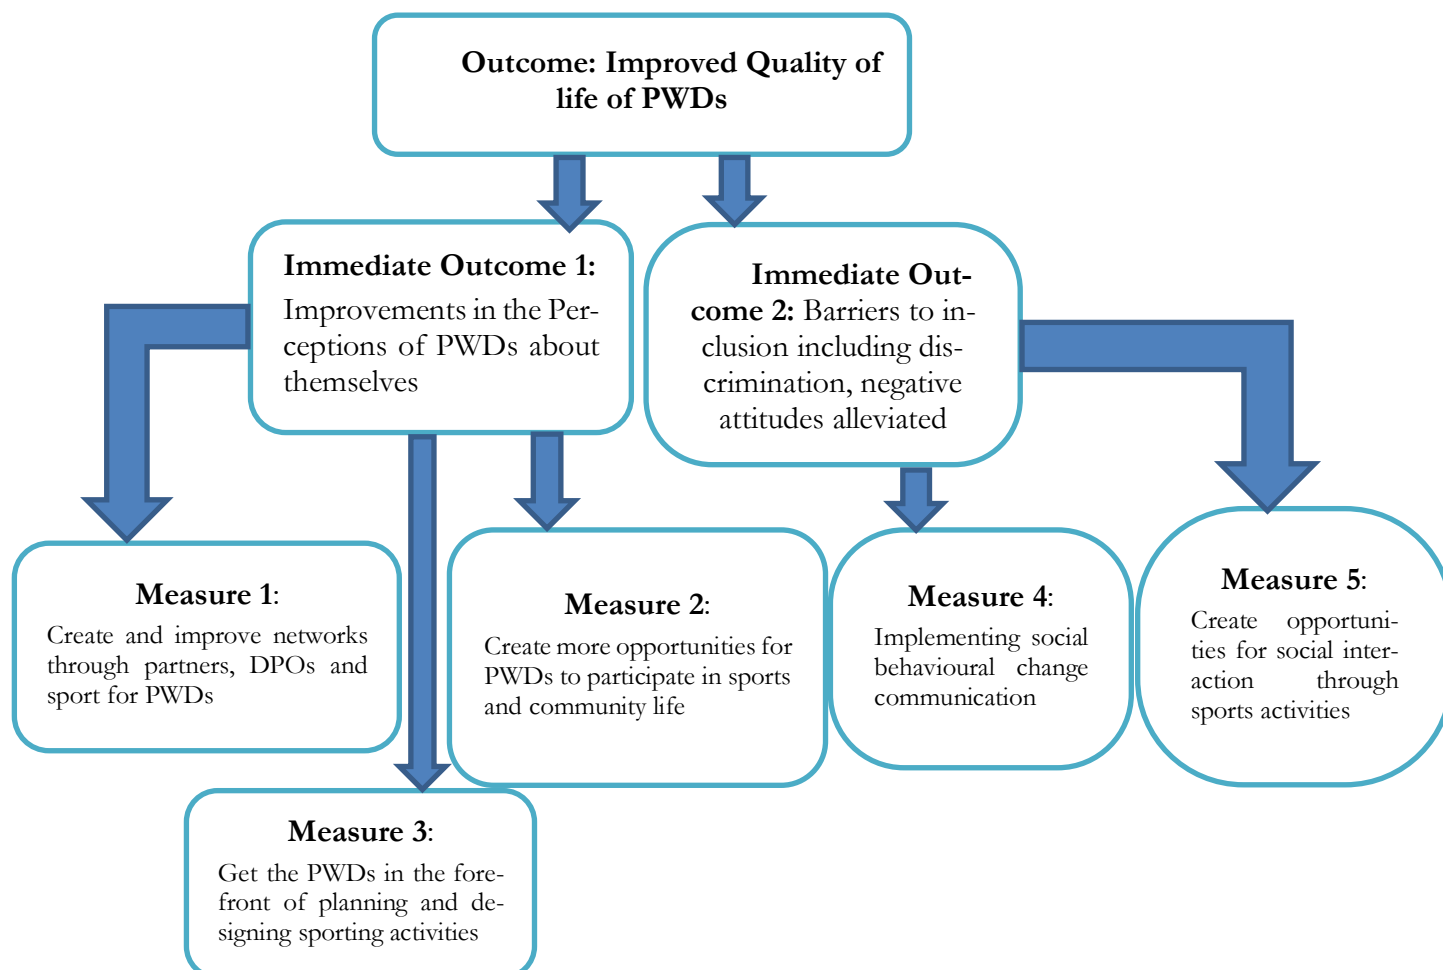 Outcome: Improved Quality of
life of PWDs
Immediate Outcome 1:
Improvements in the Per-
ceptions of PWDs about
themselves
Immediate Out-
come 2: Barriers to in-
clusion including dis-
crimination, negative
attitudes alleviated
Measure 1:
Create and improve networks
through partners, DPOs and
sport for PWDs
Measure 2:
Create more opportunities for
PWDs to participate in sports
and community life
Measure 4:
Implementing social
behavioural change
communication
Measure 5:
Create opportuni-
ties for social inter-
action through
sports activities
Measure 3:
Get the PWDs in the fore-
front of planning and de-
signing sporting activities